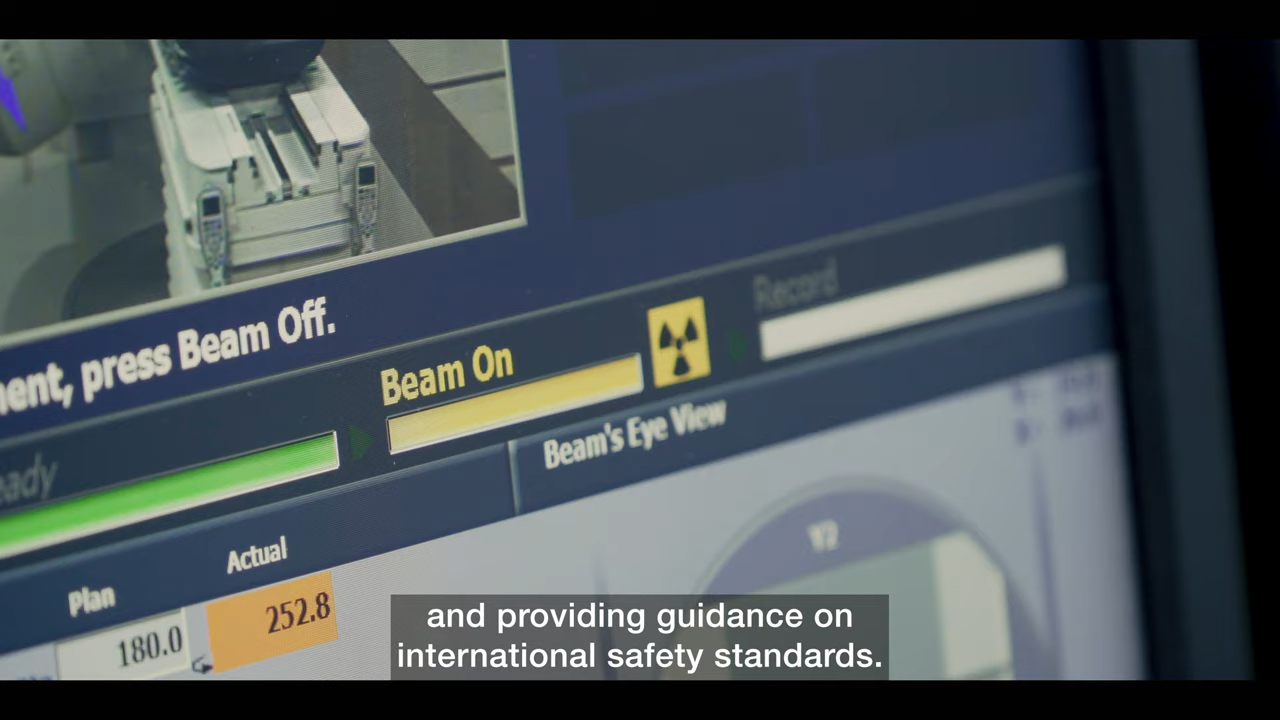 ment, press Beam Off.
eady
Beam On
Record
Beam's Eye View
Plan
Actual
180.0
252.8
Y2
and providing guidance on
international safety standards.